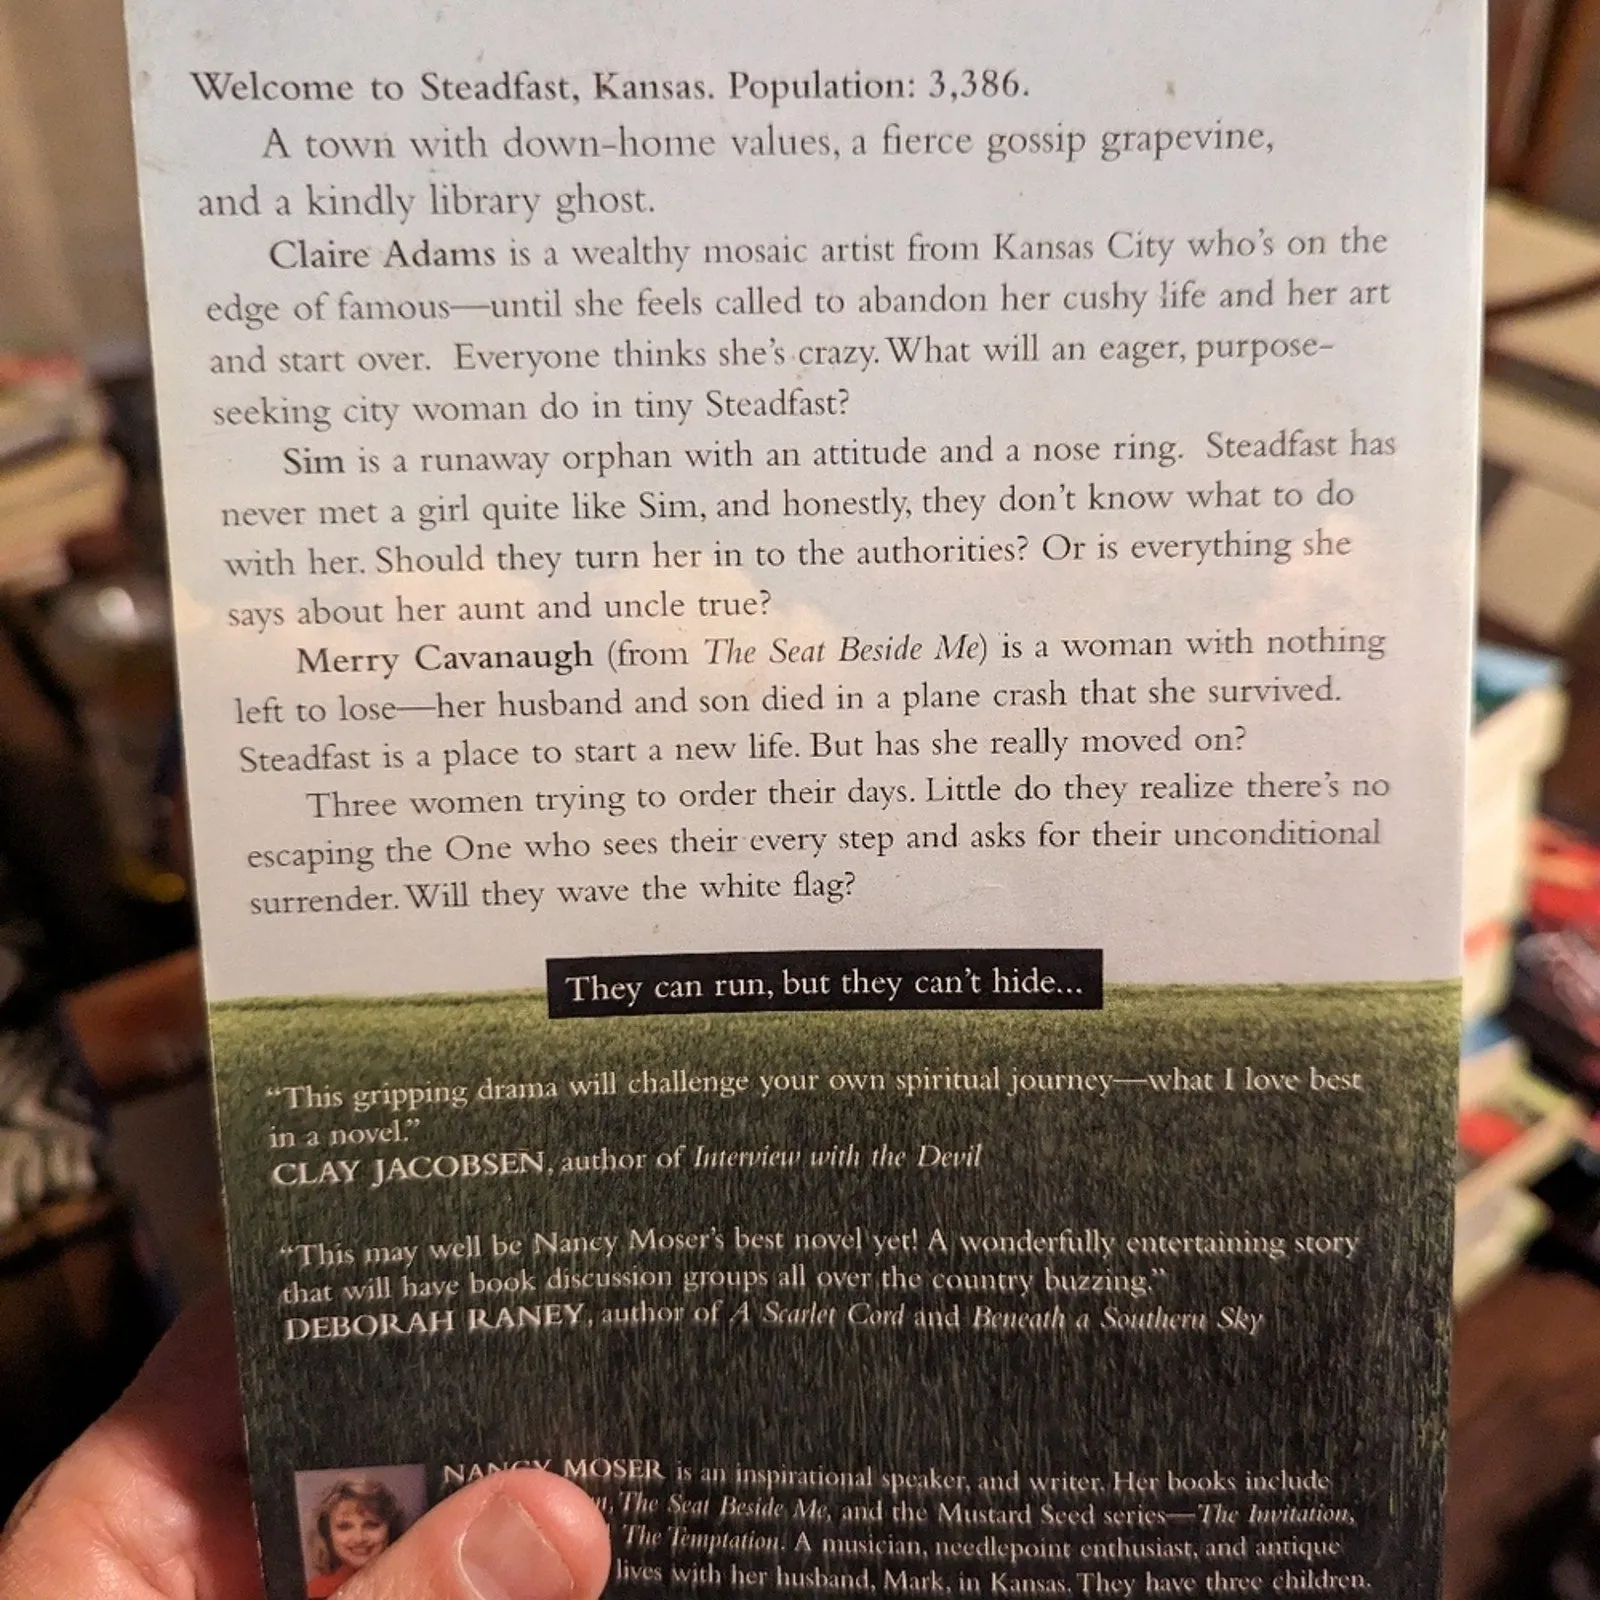 Welcome to Steadfast, Kansas. Population: 3,386.
A town with down-home values, a fierce gossip grapevine,
and a kindly library ghost.
Claire Adams is a wealthy mosaic artist from Kansas City who's on the
edge of famous—until she feels called to abandon her cushy life and her art
and start over. Everyone thinks she's crazy. What will an eager, purpose-
seeking city woman do in tiny Steadfast?
Sim is a runaway orphan with an attitude and a nose ring. Steadfast has
never met a girl quite like Sim, and honestly, they don't know what to do
with her. Should they turn her in to the authorities? Or is everything she
says about her aunt and uncle true?
Merry Cavanaugh (from The Seat Beside Me) is a woman with nothing
left to lose—her husband and son died in a plane crash that she survived.
Steadfast is a place to start a new life. But has she really moved on?
Three women trying to order their days. Little do they realize there's no
escaping the One who sees their every step and asks for their unconditional
surrender. Will they wave the white flag?
They can run, but they can't hide...
"This gripping drama will challenge your own spiritual journey—what I love best
in a novel."
CLAY JACOBSEN, author of Interview with the Devil
"This may well be Nancy Moser's best novel yet! A wonderfully entertaining story
that will have book discussion groups all over the country buzzing."
DEBORAH RANEY, author of A Scarlet Cord and Beneath a Southern Sky
NANCY MOSER is an inspirational speaker, and writer. Her books include
The Seat Beside Me, and the Mustard Seed series—The Invitation,
The Temptation. A musician, needlepoint enthusiast, and antique
lives with her husband, Mark, in Kansas. They have three children.